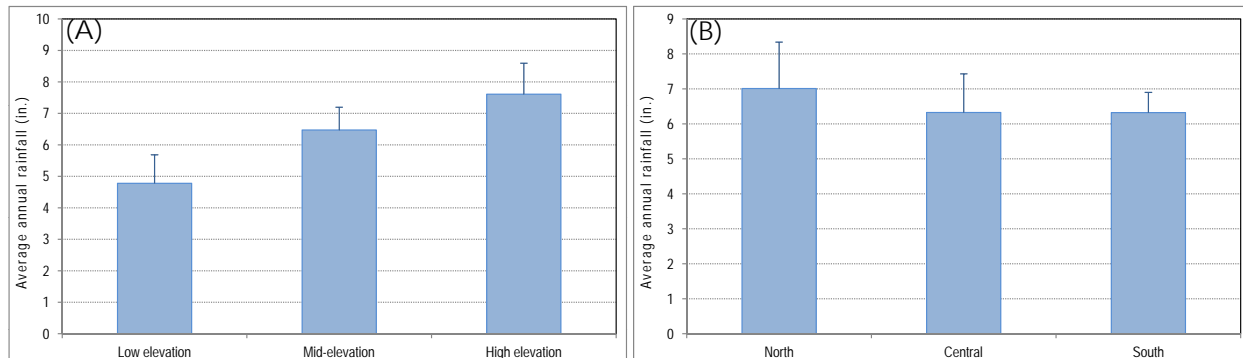 (A)
Average annual rainfall (in.)
10
9
8
7
6
5
4
3
2
1
0
Low elevation
Mid-elevation
High elevation
(B)
Average annual rainfall (in.)
9
8
7
6
5
4
3
2
1
0
North
Central
South